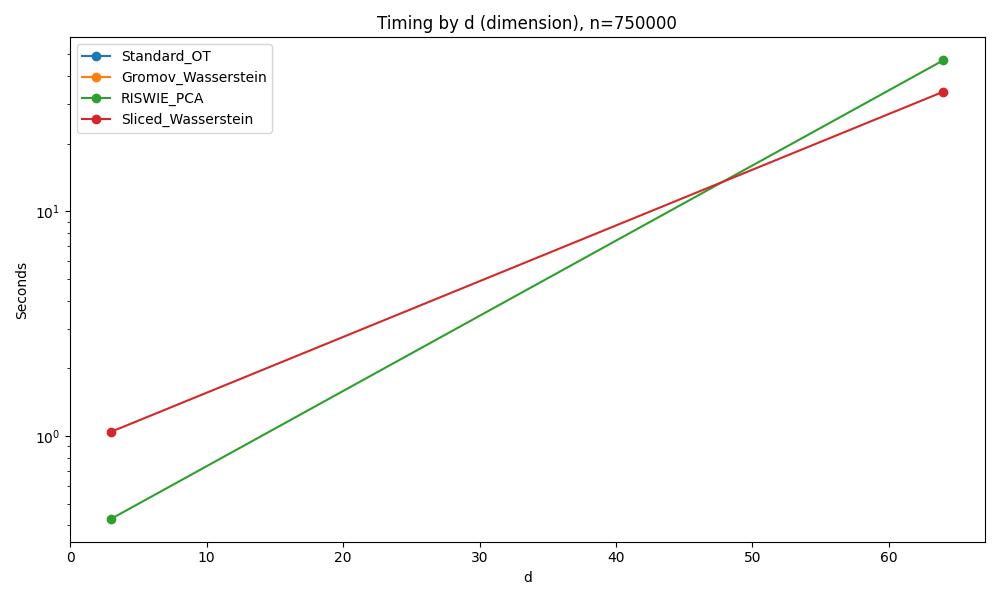 Timing by d (dimension), n=750000
Standard_OT
Gromov_Wasserstein
RISWIE_PCA
Sliced_Wasserstein
Seconds
10¹
10⁰
0 10 20 30 40 50 60
d